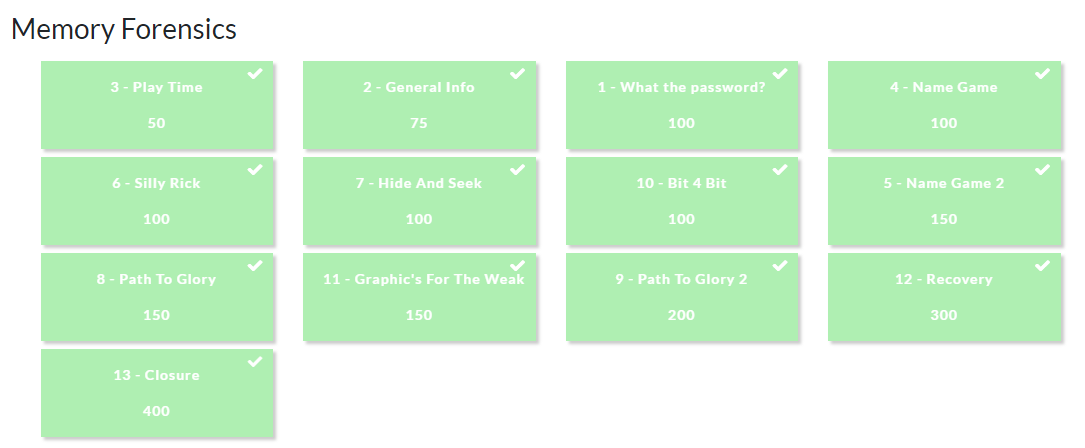 Memory Forensics
3 - Play Time
50
2 - General Info
75
1 - What the password?
100
4 - Name Game
100
6 - Silly Rick
100
7 - Hide And Seek
100
10 - Bit 4 Bit
100
5 - Name Game 2
150
8 - Path To Glory
150
11 - Graphic's For The Weak
150
9 - Path To Glory 2
200
12 - Recovery
300
13 - Closure
400